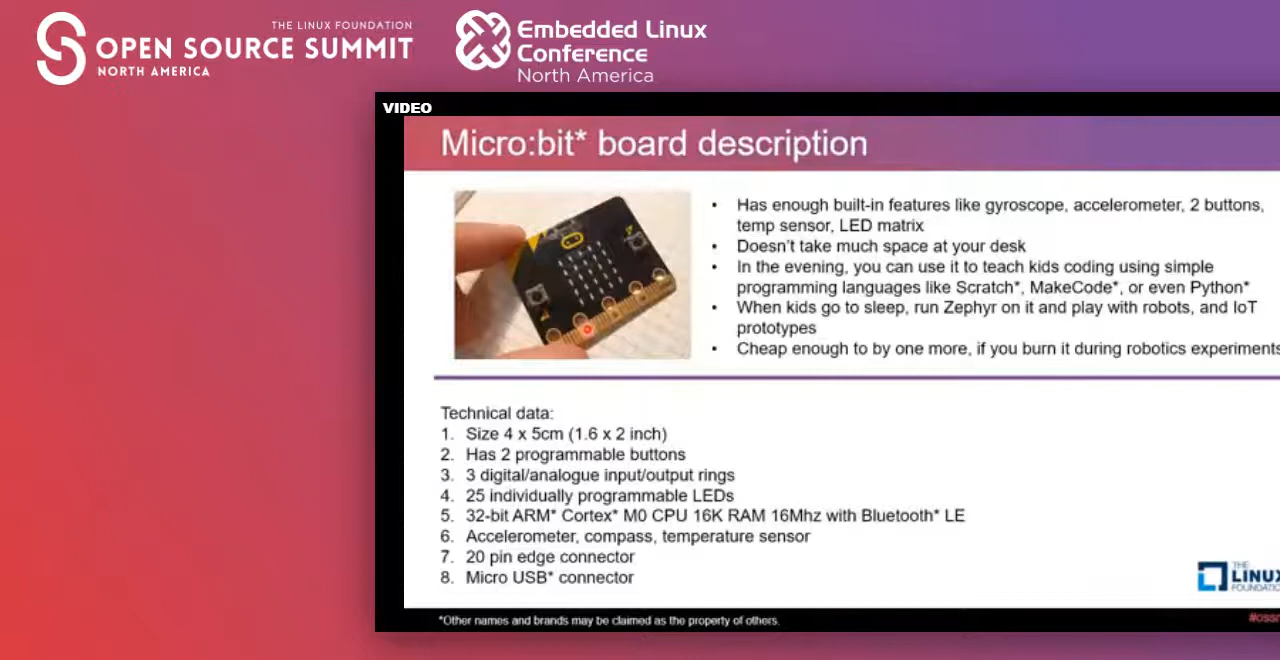 THE LINUX FOUNDATION
OPEN SOURCE SUMMIT
NORTH AMERICA
Embedded Linux
Conference
North America
VIDEO
Micro:bit* board description
• Has enough built-in features like gyroscope, accelerometer, 2 buttons,
temp sensor, LED matrix
• Doesn't take much space at your desk
• In the evening, you can use it to teach kids coding using simple
programming languages like Scratch*, MakeCode*, or even Python*
• When kids go to sleep, run Zephyr on it and play with robots, and IoT
prototypes
• Cheap enough to by one more, if you burn it during robotics experiments
Technical data:
1. Size 4 x 5cm (1.6 x 2 inch)
2. Has 2 programmable buttons
3. 3 digital/analogue input/output rings
4. 25 individually programmable LEDs
5. 32-bit ARM* Cortex* M0 CPU 16K RAM 16Mhz with Bluetooth* LE
6. Accelerometer, compass, temperature sensor
7. 20 pin edge connector
8. Micro USB* connector
THE
LINUX
FOUNDATIO
*Other names and brands may be claimed as the property of others.